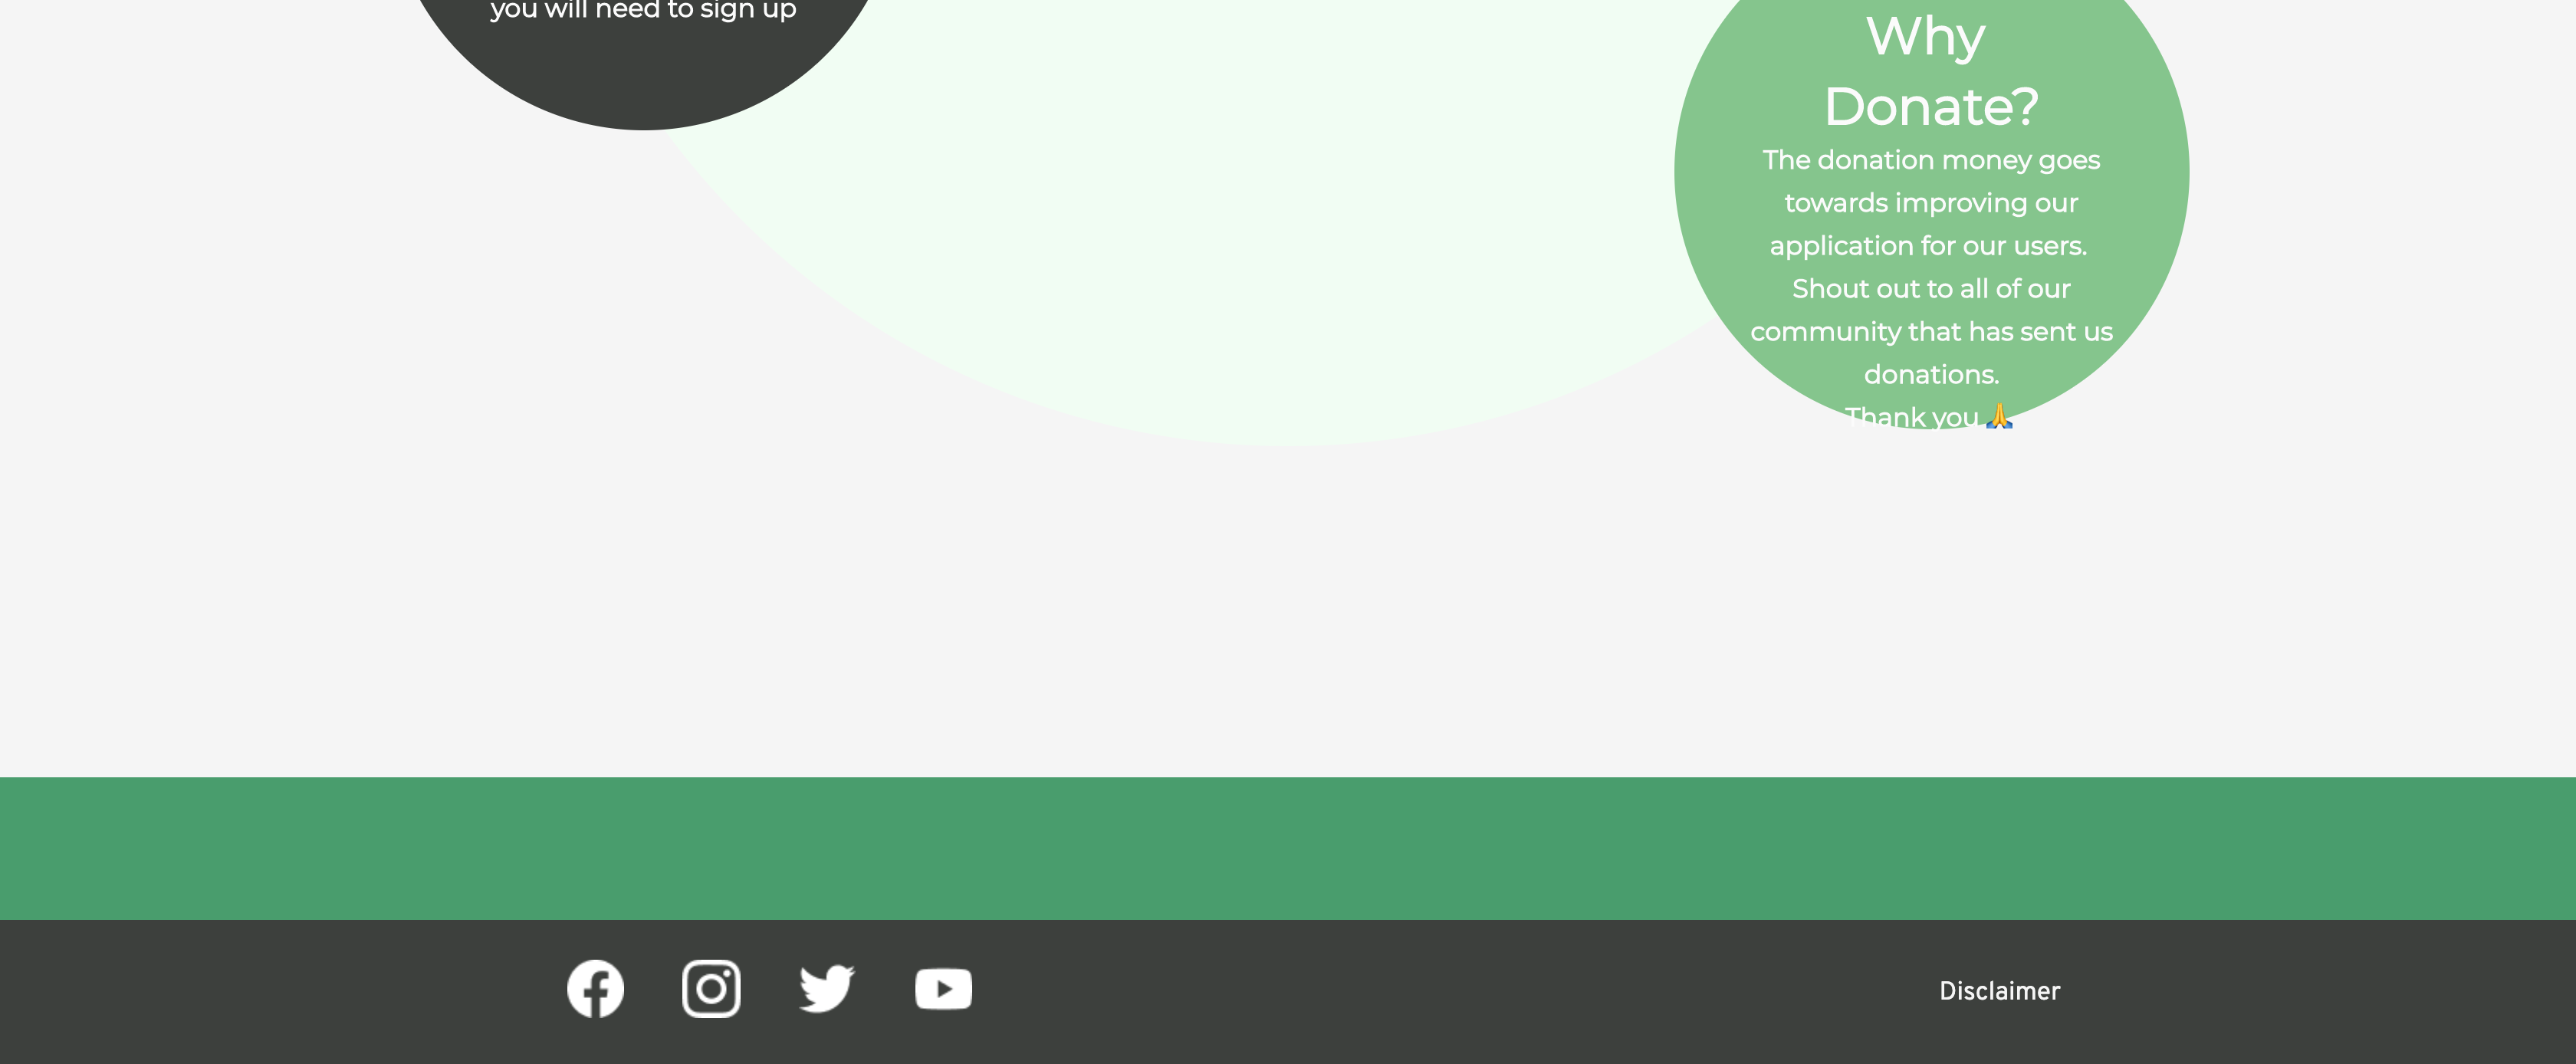 you will need to sign up
Why
Donate?
The donation money goes
towards improving our
application for our users.
Shout out to all of our
community that has sent us
donations.
Thank you 🙏
Disclaimer